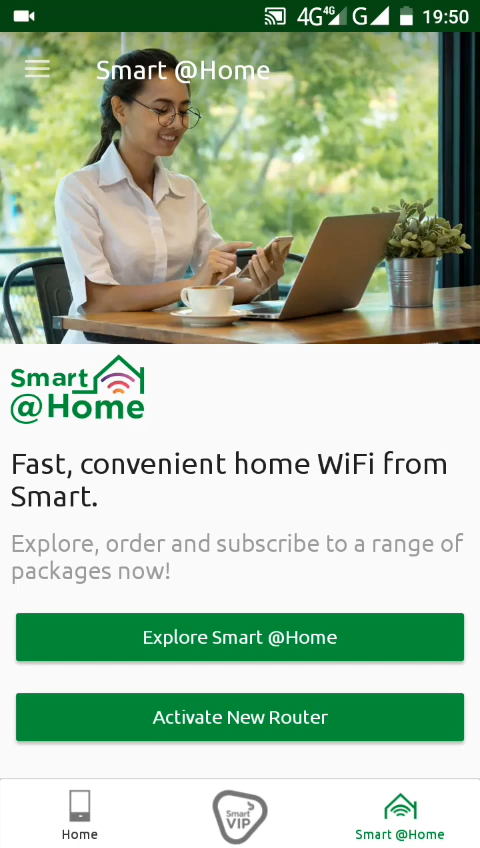 4G 4G G 19:50
Smart @Home
Smart
@Home
Fast, convenient home WiFi from
Smart.
Explore, order and subscribe to a range of
packages now!
Explore Smart @Home
Activate New Router
Smart
VIP
Home
Smart @Home